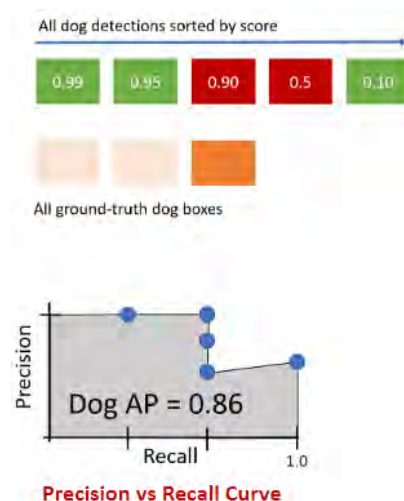 All dog detections sorted by score
0.99 0.95 0.90 0.5 0.10
All ground-truth dog boxes
Precision
Dog AP = 0.86
Recall
1.0
Precision vs Recall Curve